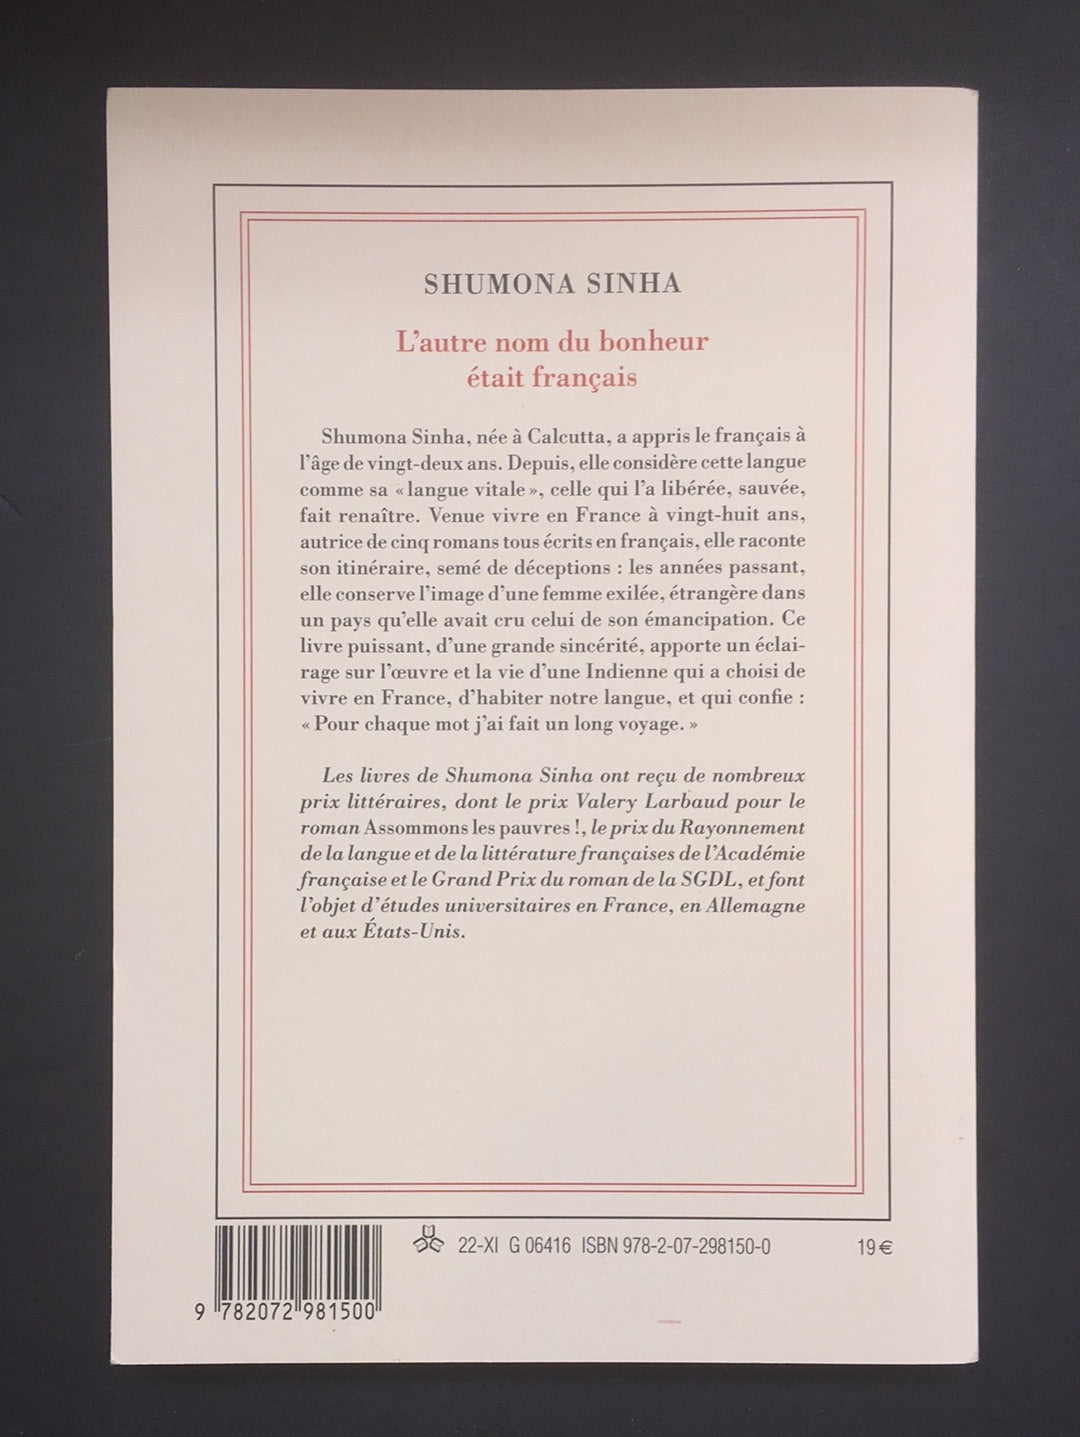 SHUMONA SINHA
L'autre nom du bonheur
était français
Shumona Sinha, née à Calcutta, a appris le français à
l'âge de vingt-deux ans. Depuis, elle considère cette langue
comme sa « langue vitale », celle qui l'a libérée, sauvée,
fait renaître. Venue vivre en France à vingt-huit ans,
autrice de cinq romans tous écrits en français, elle raconte
son itinéraire, semé de déceptions : les années passant,
elle conserve l'image d'une femme exilée, étrangère dans
un pays qu'elle avait cru celui de son émancipation. Ce
livre puissant, d'une grande sincérité, apporte un éclai-
rage sur l'œuvre et la vie d'une Indienne qui a choisi de
vivre en France, d'habiter notre langue, et qui confie :
« Pour chaque mot j'ai fait un long voyage. »
Les livres de Shumona Sinha ont reçu de nombreux
prix littéraires, dont le prix Valery Larbaud pour le
roman Assommons les pauvres !, le prix du Rayonnement
de la langue et de la littérature françaises de l'Académie
française et le Grand Prix du roman de la SGDL, et font
l'objet d'études universitaires en France, en Allemagne
et aux États-Unis.
22-XI G 06416 ISBN 978-2-07-298150-0 19 €
9 782072 981500